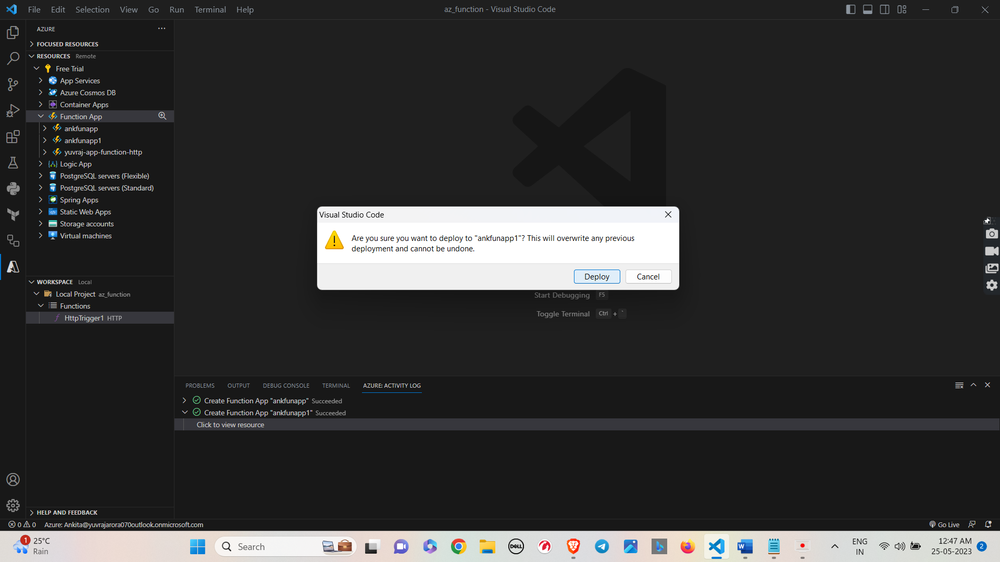 File Edit Selection View Go Run Terminal Help
az_function - Visual Studio Code
AZURE
FOCUSED RESOURCES
RESOURCES Remote
Free Trial
App Services
Azure Cosmos DB
Container Apps
Function App
ankfunapp
ankfunapp1
yuvraj-app-function-http
Logic App
PostgreSQL servers (Flexible)
PostgreSQL servers (Standard)
Spring Apps
Static Web Apps
Storage accounts
Virtual machines
WORKSPACE Local
Local Project az_function
Functions
HttpTrigger1 HTTP
HELP AND FEEDBACK
Visual Studio Code
Are you sure you want to deploy to "ankfunapp1"? This will overwrite any previous
deployment and cannot be undone.
Deploy Cancel
Start Debugging F5
Toggle Terminal Ctrl + `
PROBLEMS OUTPUT DEBUG CONSOLE TERMINAL AZURE: ACTIVITY LOG
Create Function App "ankfunapp" Succeeded
Create Function App "ankfunapp1" Succeeded
Click to view resource
0 0 Azure: Ankita@yuvrajarora070outlook.onmicrosoft.com
Go Live
1
25°C
Rain
Search
DELL
ENG
IN
12:47 AM
25-05-2023
2